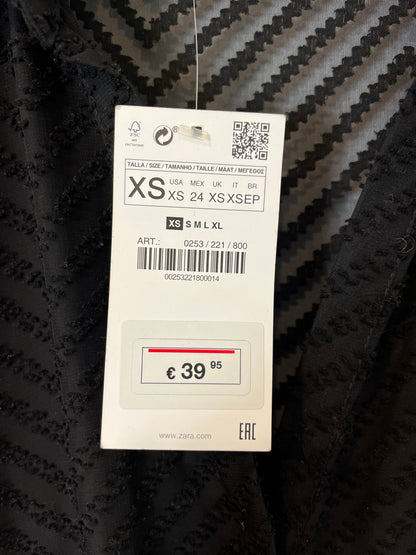 FSC
TALLA / SIZE / TAMANHO / TAILLE / MAAT / ΜΕΓΕΘΟΣ
XS
USA MEX UK IT BR
XS 24 XS XS EP
XS S M L XL
ART.: 0253 / 221 / 800
00253221800014
€ 39 95
www.zara.com
EAC